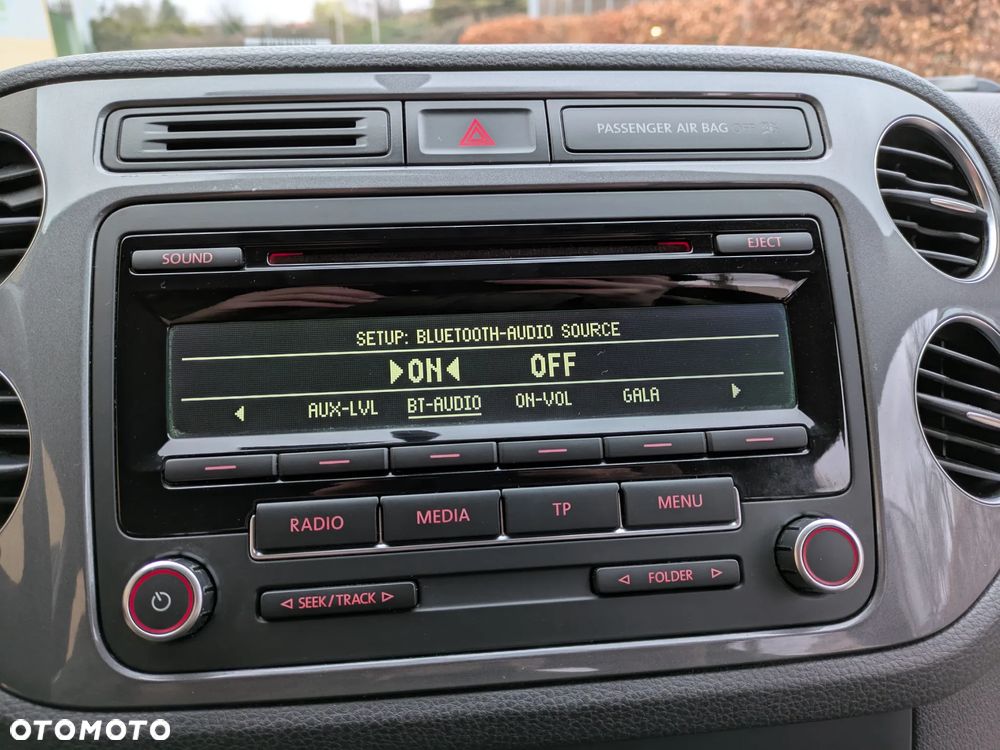 PASSENGER AIR BAG OFF
SOUND
EJECT
SETUP: BLUETOOTH-AUDIO SOURCE
ON OFF
AUX-LVL BT-AUDIO ON-VOL GALA
RADIO MEDIA TP MENU
SEEK/TRACK
FOLDER
OTOMOTO